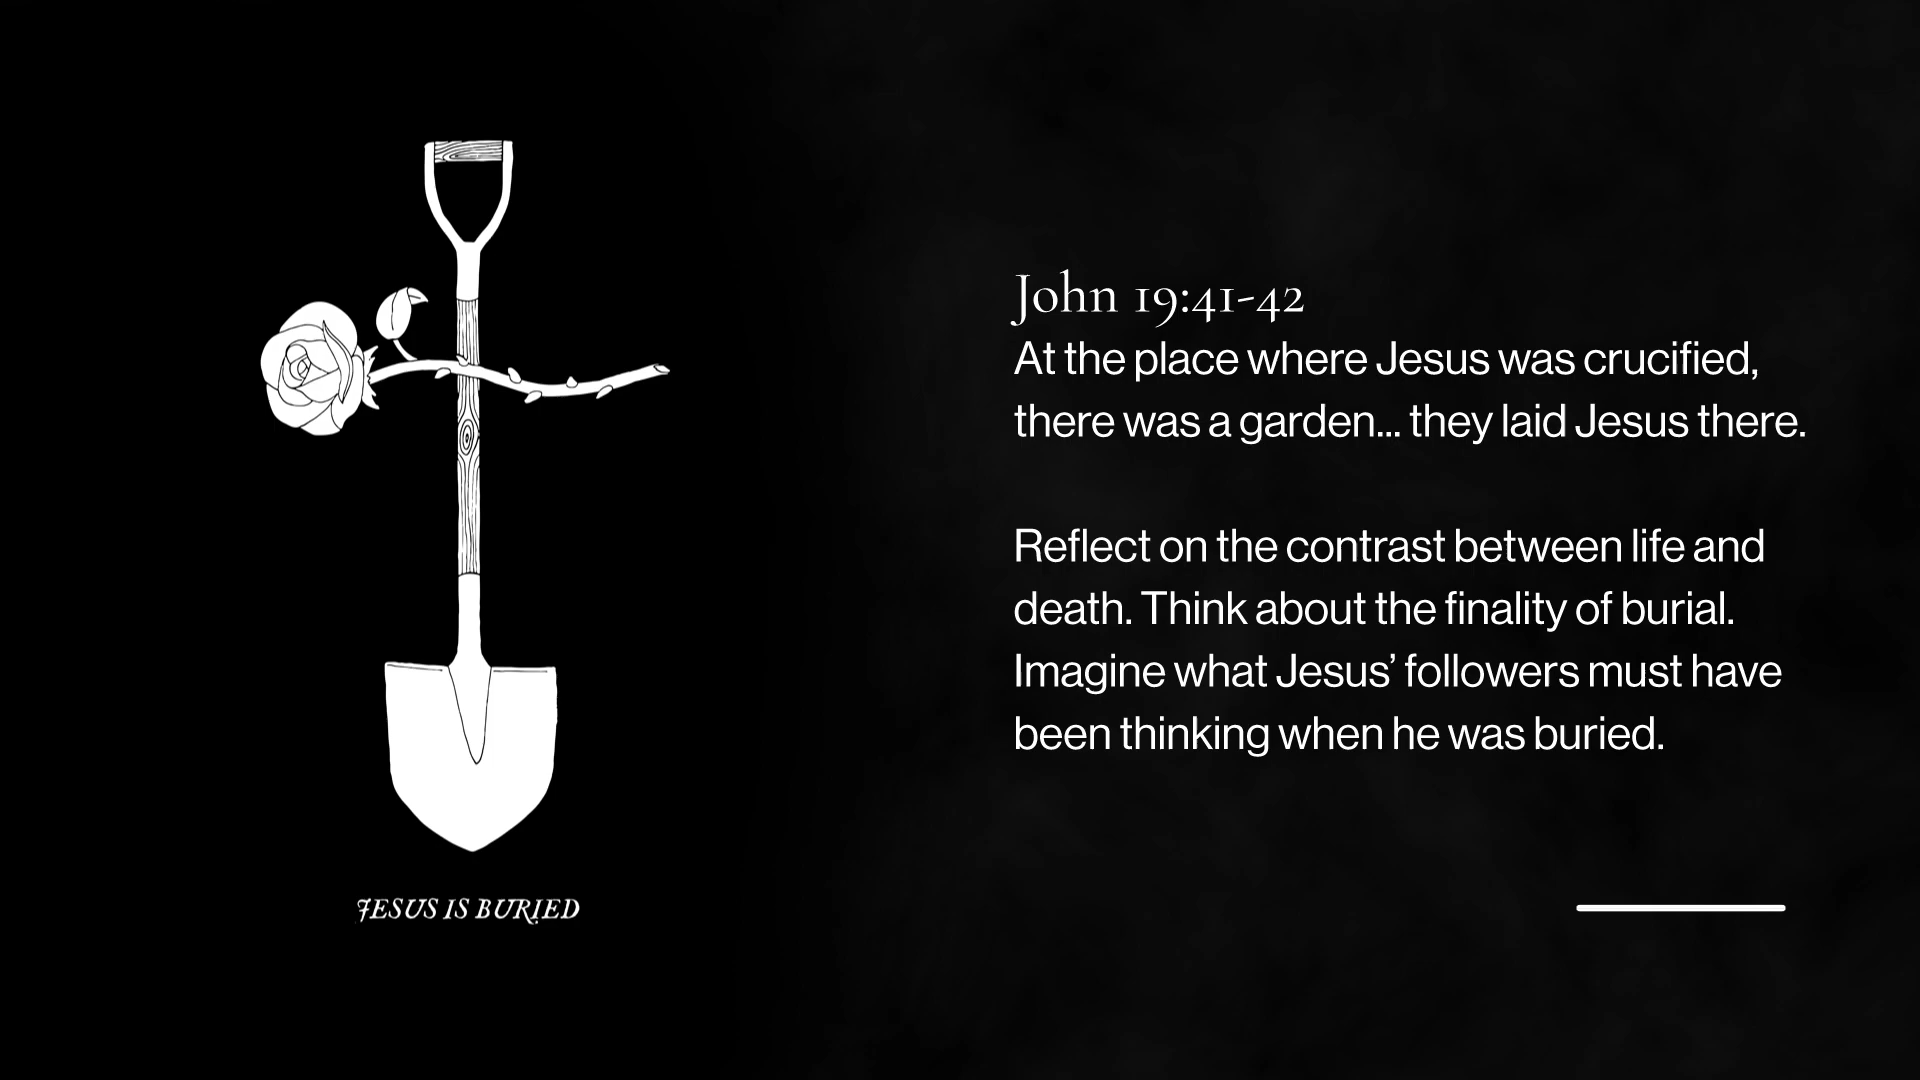 John 19:41-42
At the place where Jesus was crucified,
there was a garden... they laid Jesus there.
Reflect on the contrast between life and
death. Think about the finality of burial.
Imagine what Jesus’ followers must have
been thinking when he was buried.
JESUS IS BURIED